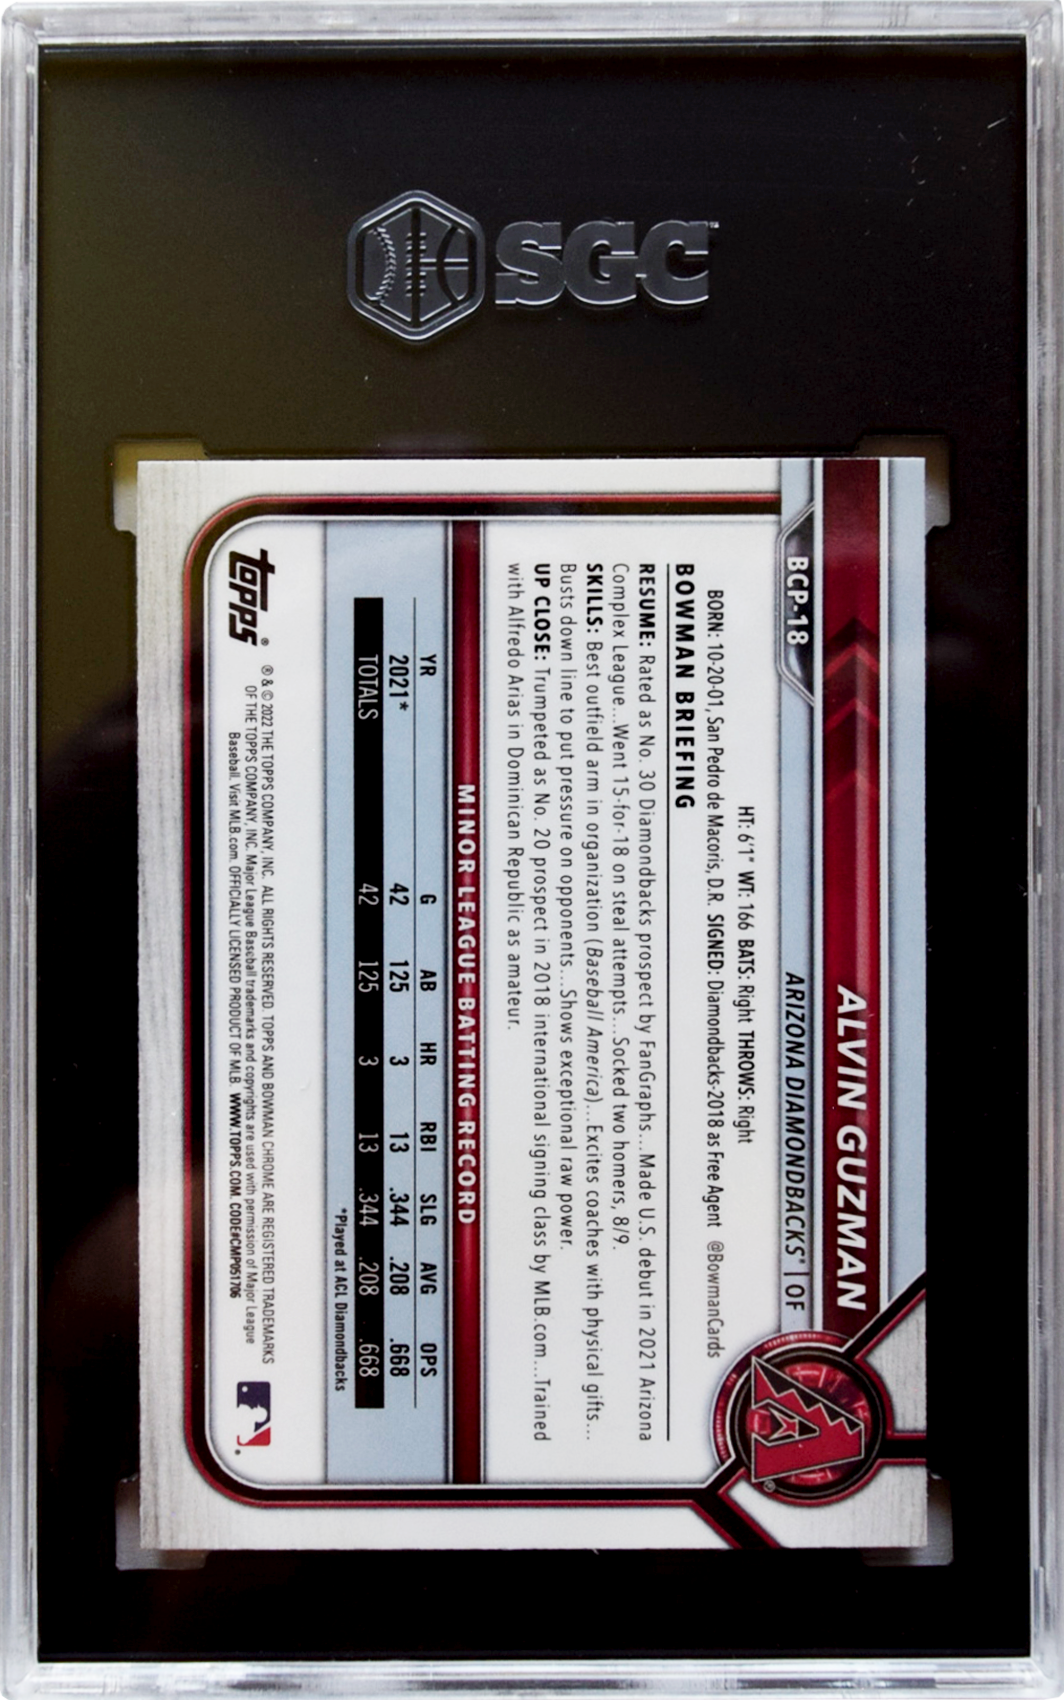 SGC™
BCP-18
ALVIN GUZMAN
ARIZONA DIAMONDBACKS® | OF
HT: 6'1" WT: 166 BATS: Right THROWS: Right
BORN: 10-20-01, San Pedro de Macoris, D.R. SIGNED: Diamondbacks-2018 as Free Agent @BowmanCards
BOWMAN BRIEFING
RESUME: Rated as No. 30 Diamondbacks prospect by FanGraphs...Made U.S. debut in 2021 Arizona
Complex League...Went 15-for-18 on steal attempts...Socked two homers, 8/9.
SKILLS: Best outfield arm in organization (Baseball America)...Excites coaches with physical gifts...
Busts down line to put pressure on opponents...Shows exceptional raw power.
UP CLOSE: Trumpeted as No. 20 prospect in 2018 international signing class by MLB.com...Trained
with Alfredo Arias in Dominican Republic as amateur.
MINOR LEAGUE BATTING RECORD
YR G AB HR RBI SLG AVG OPS
2021* 42 125 3 13 .344 .208 .668
TOTALS 42 125 3 13 .344 .208 .668
*Played at ACL Diamondbacks
topps®
® & © 2022 THE TOPPS COMPANY, INC. ALL RIGHTS RESERVED. TOPPS AND BOWMAN CHROME ARE REGISTERED TRADEMARKS
OF THE TOPPS COMPANY, INC. Major League Baseball trademarks and copyrights are used with permission of Major League
Baseball. Visit MLB.com. OFFICIALLY LICENSED PRODUCT OF MLB. WWW.TOPPS.COM. CODE#CMP051706